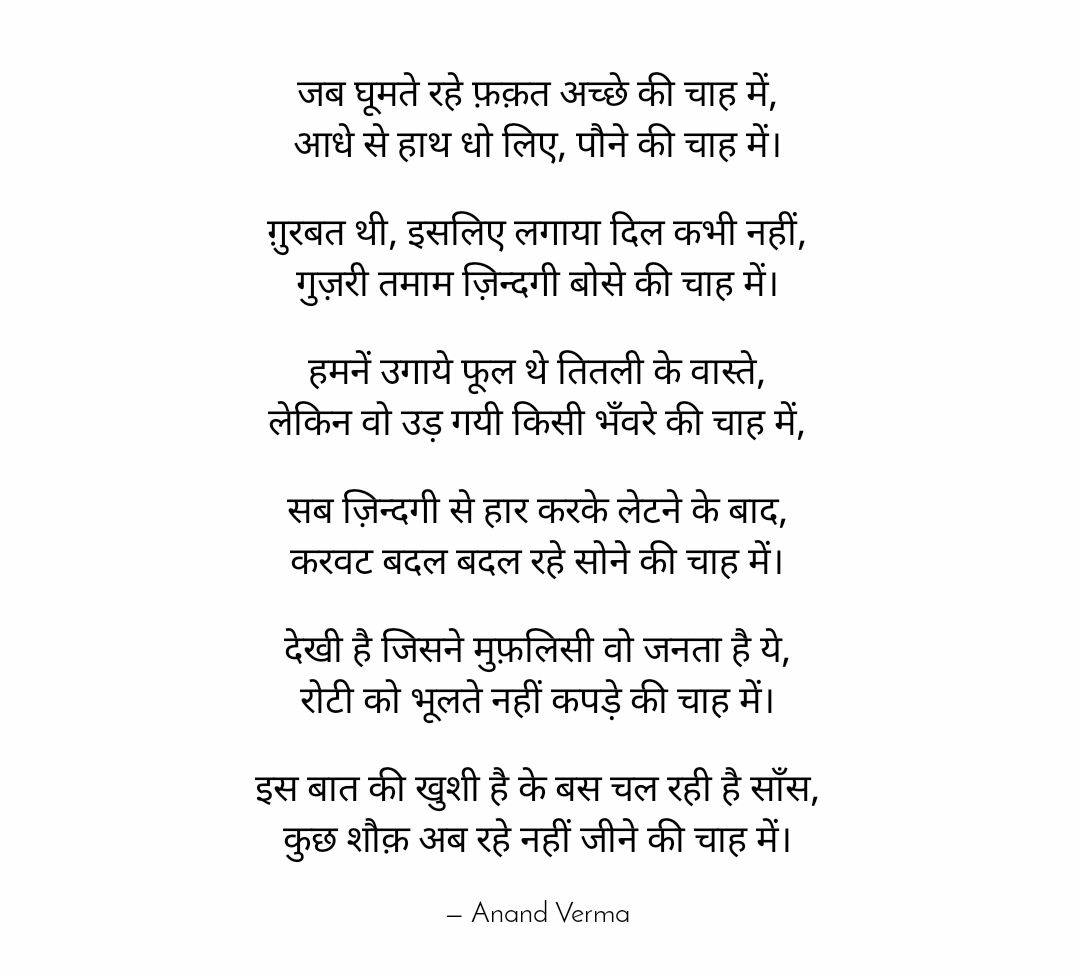 जब घूमते रहे फ़क़त अच्छे की चाह में,
आधे से हाथ धो लिए, पौने की चाह में।
ग़ुरबत थी, इसलिए लगाया दिल कभी नहीं,
गुज़री तमाम ज़िन्दगी बोसे की चाह में।
हमनें उगाये फूल थे तितली के वास्ते,
लेकिन वो उड़ गयी किसी भँवरे की चाह में,
सब ज़िन्दगी से हार करके लेटने के बाद,
करवट बदल बदल रहे सोने की चाह में।
देखी है जिसने मुफ़लिसी वो जनता है ये,
रोटी को भूलते नहीं कपड़े की चाह में।
इस बात की खुशी है के बस चल रही है साँस,
कुछ शौक़ अब रहे नहीं जीने की चाह में।
– Anand Verma